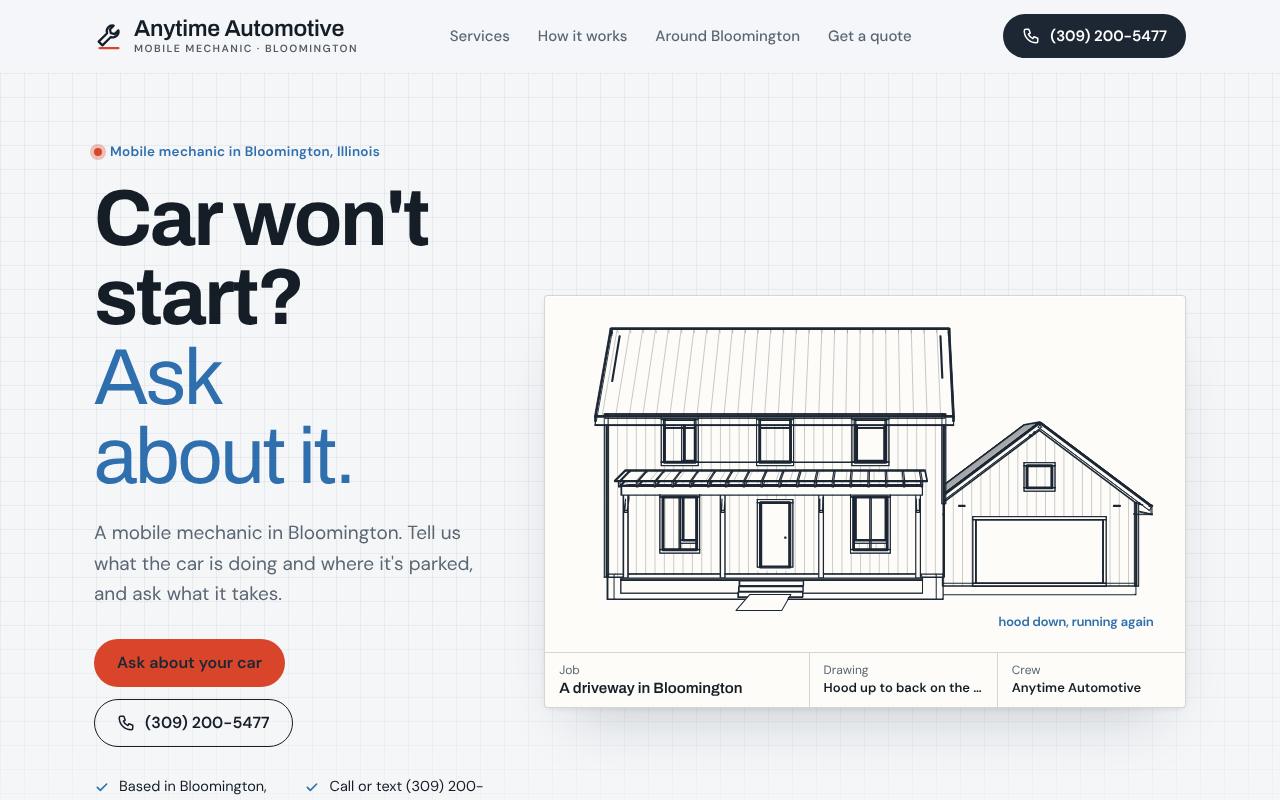 Anytime Automotive
MOBILE MECHANIC · BLOOMINGTON
Services
How it works
Around Bloomington
Get a quote
(309) 200-5477
Mobile mechanic in Bloomington, Illinois
Car won't
start?
Ask
about it.
A mobile mechanic in Bloomington. Tell us
what the car is doing and where it's parked,
and ask what it takes.
Ask about your car
(309) 200-5477
Based in Bloomington,
Call or text (309) 200-
hood down, running again
Job
A driveway in Bloomington
Drawing
Hood up to back on the ...
Crew
Anytime Automotive